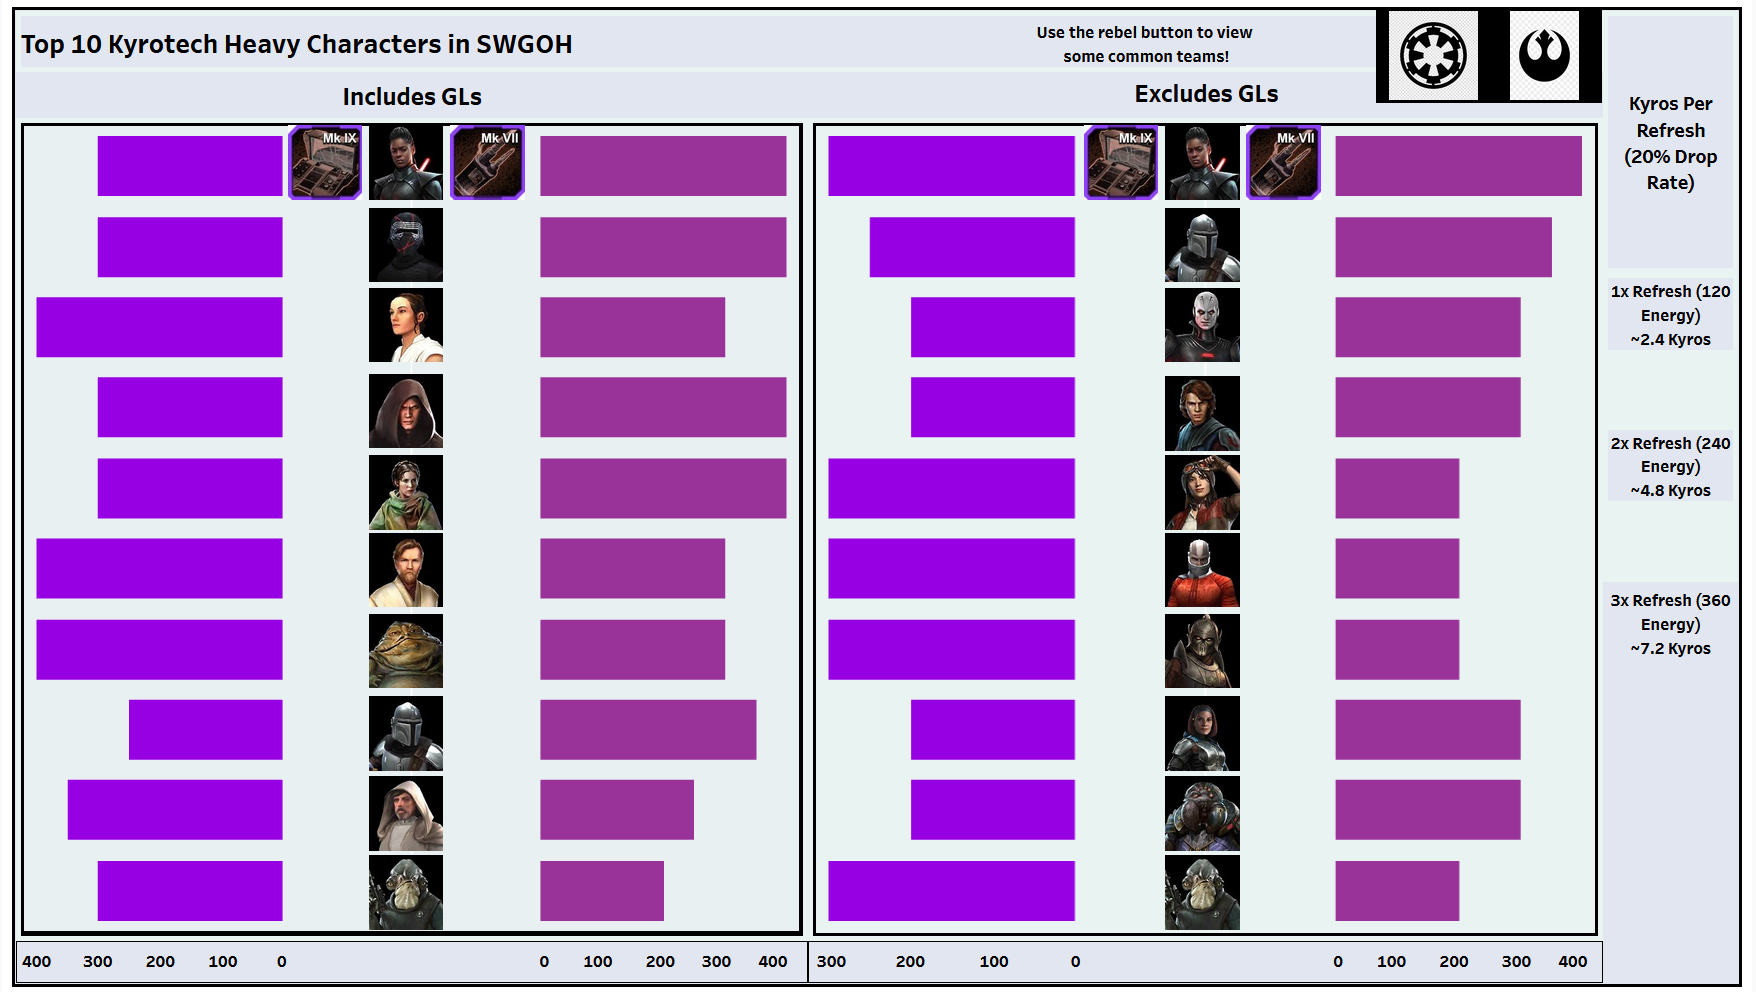 Top 10 Kyrotech Heavy Characters in SWGOH
Use the rebel button to view
some common teams!
Includes GLs
Excludes GLs
Kyros Per
Refresh
(20% Drop
Rate)
Mk IX
Mk VII
Mk IX
Mk VII
1x Refresh (120
Energy)
~2.4 Kyros
2x Refresh (240
Energy)
~4.8 Kyros
3x Refresh (360
Energy)
~7.2 Kyros
400 300 200 100 0
0 100 200 300 400
300 200 100 0
0 100 200 300 400